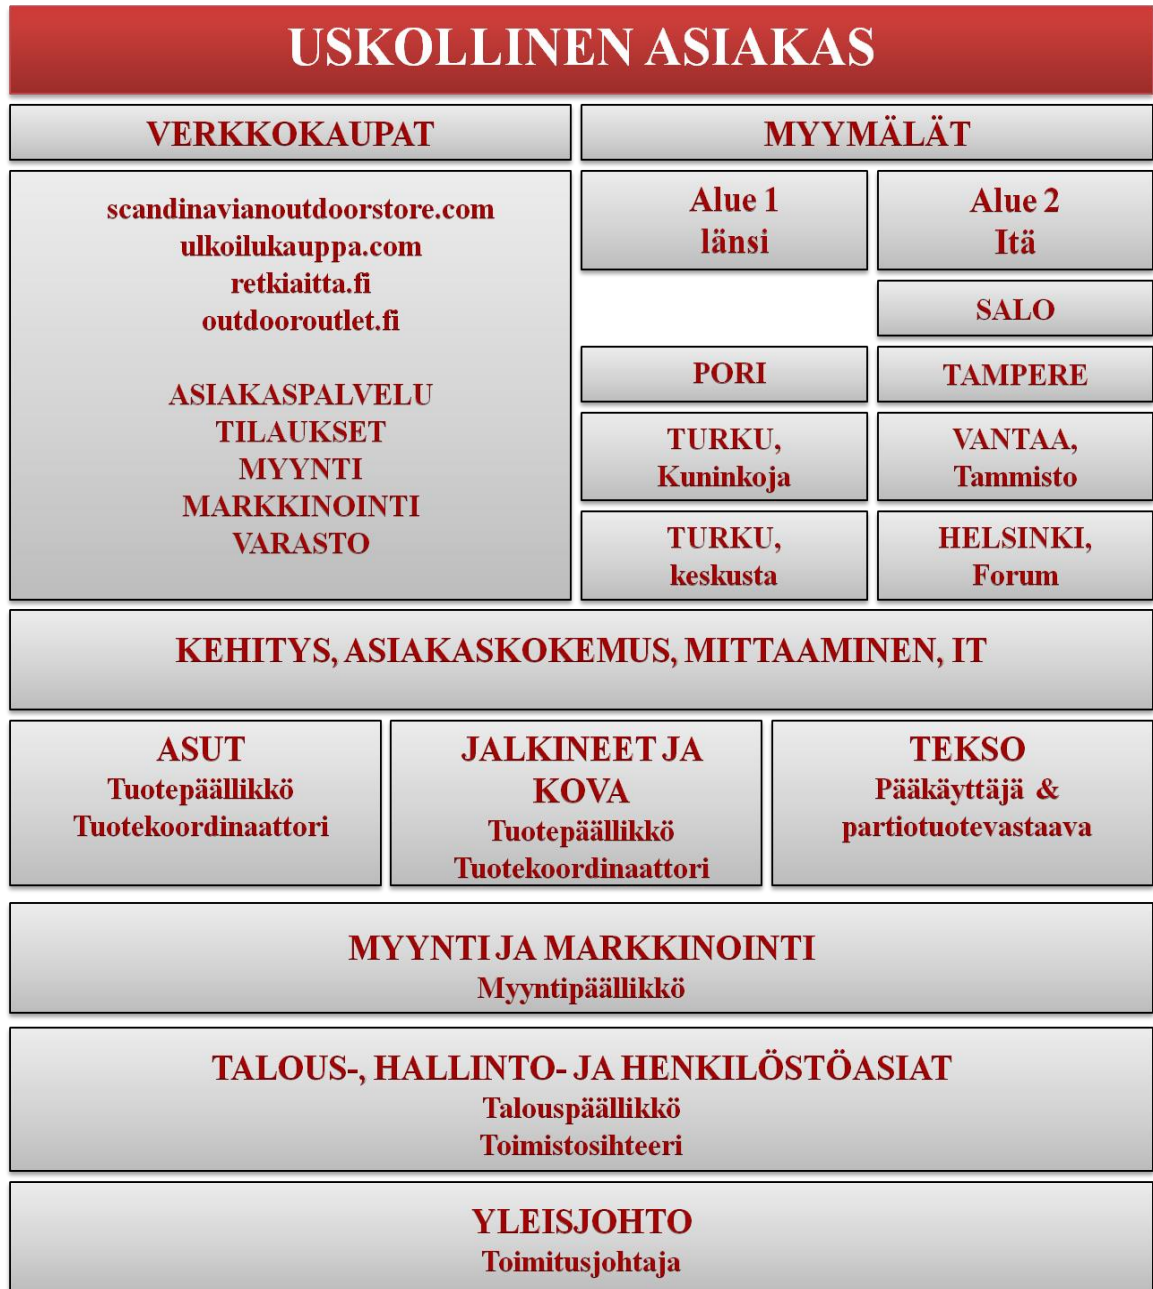 USKOLLINEN ASIAKAS
VERKKOKAUPAT
MYYMÄLÄT
scandinavianoutdoorstore.com
ulkoilukauppa.com
retkiaitta.fi
outdooroutlet.fi
ASIAKASPALVELU
TILAUKSET
MYYNTI
MARKKINOINTI
VARASTO
Alue 1
länsi
Alue 2
Itä
SALO
PORI
TAMPERE
TURKU,
Kuninkoja
VANTAA,
Tammisto
TURKU,
keskusta
HELSINKI,
Forum
KEHITYS, ASIAKASKOKEMUS, MITTAAMINEN, IT
ASUT
Tuotepäällikkö
Tuotekoordinaattori
JALKINEET JA
KOVA
Tuotepäällikkö
Tuotekoordinaattori
TEKSO
Pääkäyttäjä &
partiotuotevastaava
MYYNTI JA MARKKINOINTI
Myyntipäällikkö
TALOUS-, HALLINTO- JA HENKILÖSTÖASIAT
Talouspäällikkö
Toimistosihteeri
YLEISJOHTO
Toimitusjohtaja